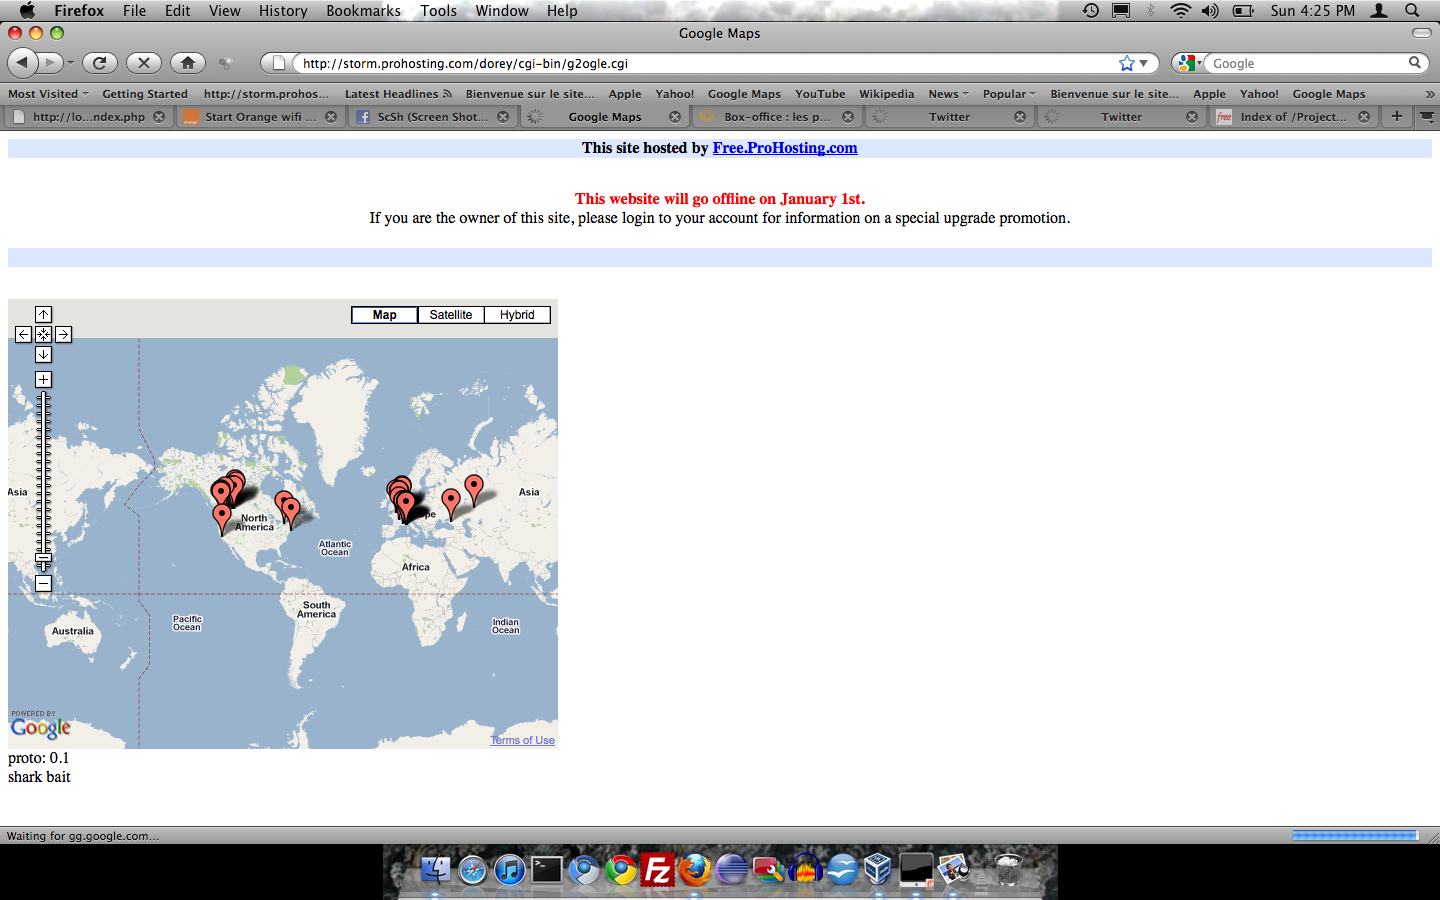 Firefox File Edit View History Bookmarks Tools Window Help Sun 4:25 PM
Google Maps
http://storm.prohosting.com/dorey/cgi-bin/g2ogle.cgi Google
Most Visited Getting Started http://storm.prohos... Latest Headlines Bienvenue sur le site... Apple Yahoo! Google Maps YouTube Wikipedia News Popular Bienvenue sur le site... Apple Yahoo! Google Maps »
http://lo...ndex.php Start Orange wifi ... ScSh (Screen Shot... Google Maps Box-office : les p... Twitter Twitter free Index of /Project...
This site hosted by Free.ProHosting.com
This website will go offline on January 1st.
If you are the owner of this site, please login to your account for information on a special upgrade promotion.
Map Satellite Hybrid
Asia
Asia
North
America
Atlantic
Ocean
Africa
South
America
Pacific
Ocean
Indian
Ocean
Australia
POWERED BY
Google
Terms of Use
proto: 0.1
shark bait
Waiting for gg.google.com...
Fz